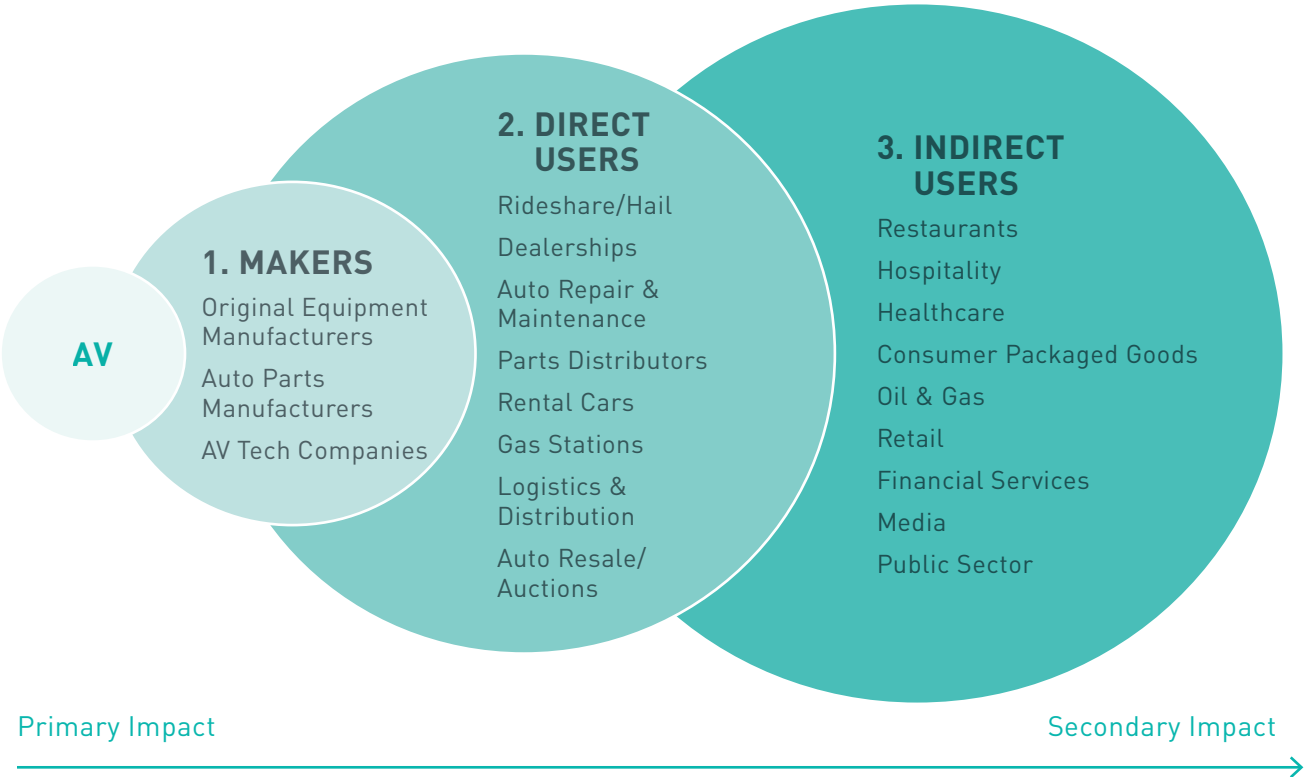 AV
1. MAKERS
Original Equipment
Manufacturers
Auto Parts
Manufacturers
AV Tech Companies
2. DIRECT
USERS
Rideshare/Hail
Dealerships
Auto Repair &
Maintenance
Parts Distributors
Rental Cars
Gas Stations
Logistics &
Distribution
Auto Resale/
Auctions
3. INDIRECT
USERS
Restaurants
Hospitality
Healthcare
Consumer Packaged Goods
Oil & Gas
Retail
Financial Services
Media
Public Sector
Primary Impact
Secondary Impact